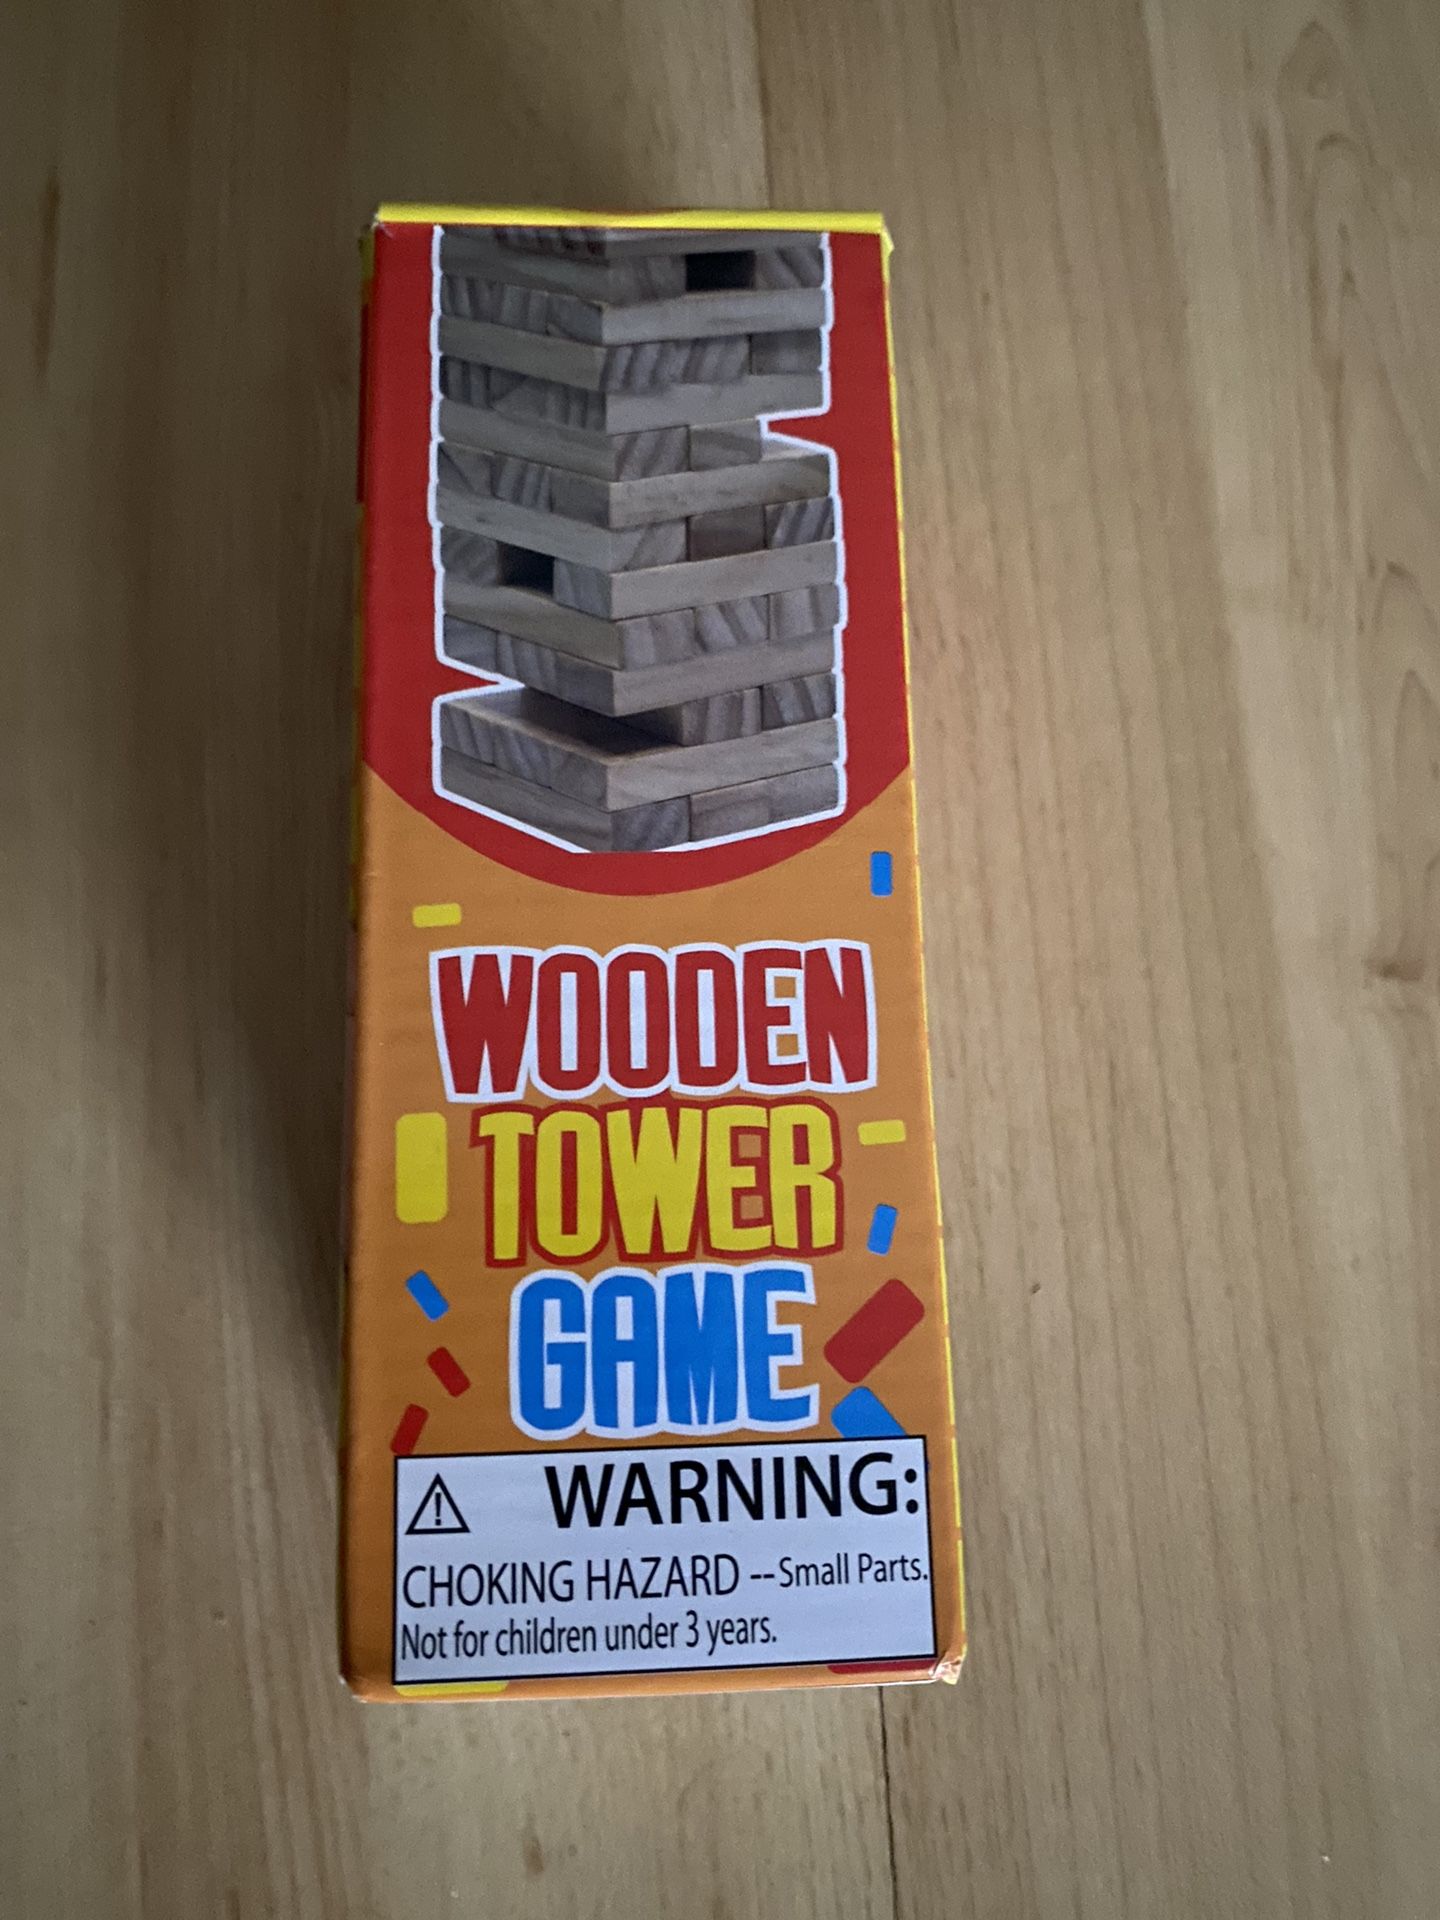 WOODEN
TOWER
GAME
WARNING:
CHOKING HAZARD --Small Parts.
Not for children under 3 years.